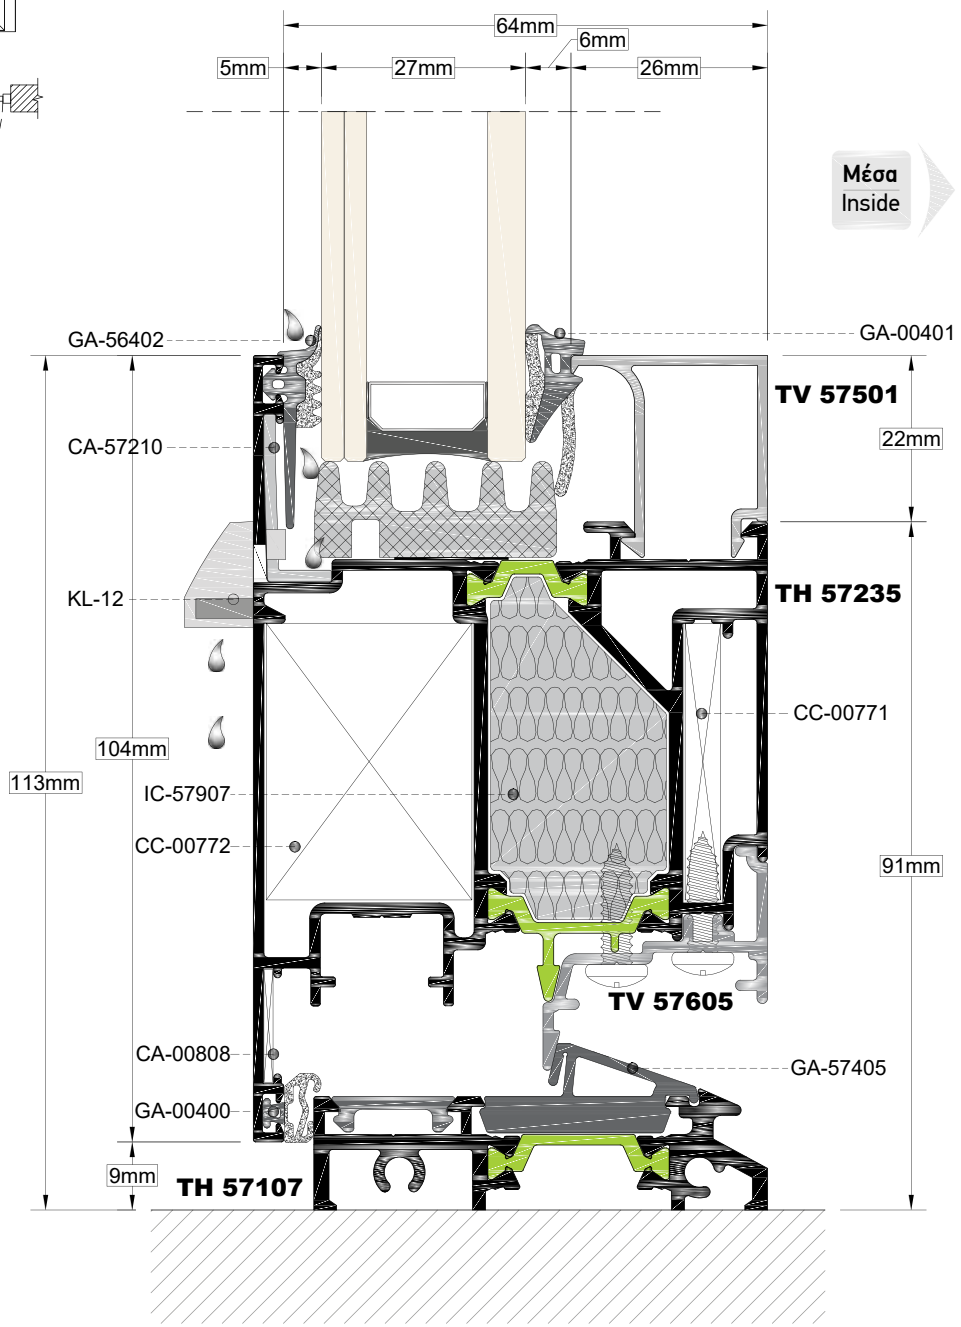 64mm
6mm
5mm
27mm
26mm
Μέσα
Inside
GA-56402
GA-00401
TV 57501
CA-57210
22mm
KL-12
TH 57235
CC-00771
104mm
113mm
IC-57907
CC-00772
91mm
TV 57605
CA-00808
GA-57405
GA-00400
9mm
TH 57107